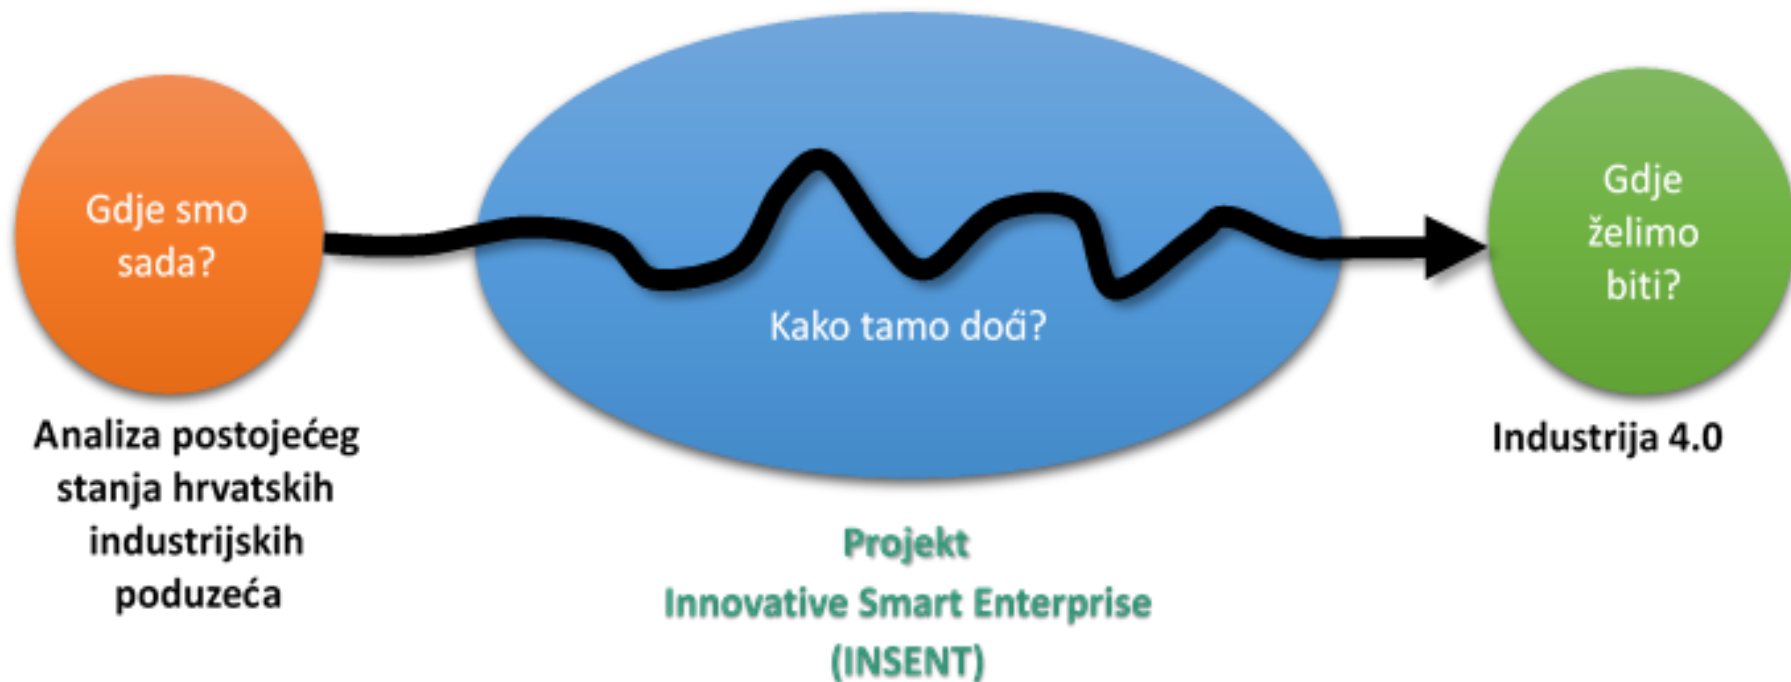 Gdje smo
sada?
Analiza postojećeg
stanja hrvatskih
industrijskih
poduzeća
Kako tamo doći?
Projekt
Innovative Smart Enterprise
(INSENT)
Gdje
želimo
biti?
Industrija 4.0